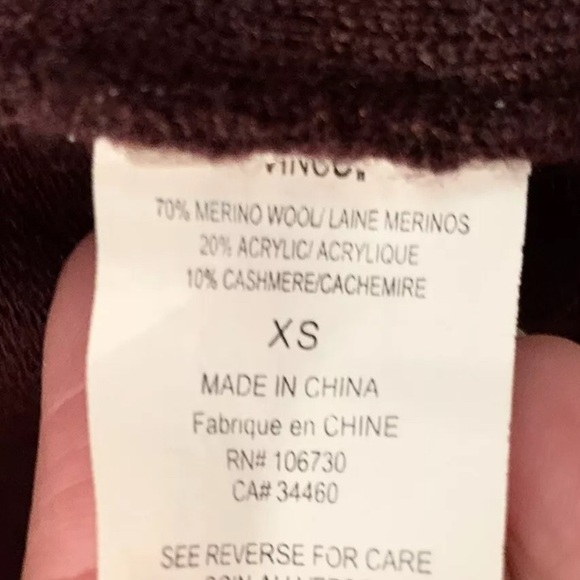 70% MERINO WOOL/ LAINE MERINOS
20% ACRYLIC/ ACRYLIQUE
10% CASHMERE/CACHEMIRE
XS
MADE IN CHINA
Fabrique en CHINE
RN# 106730
CA# 34460
SEE REVERSE FOR CARE